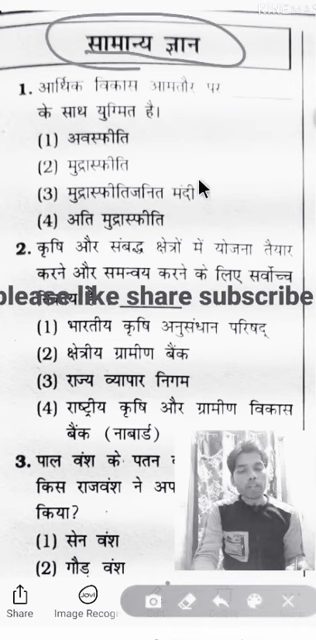 KINEMAS
सामान्य ज्ञान
1. आर्थिक विकास आमतौर पर
के साथ युग्मित है।
(1) अवस्फीति
(2) मुद्रास्फीति
(3) मुद्रास्फीतिजनित मंदी
(4) अति मुद्रास्फीति
2. कृषि और संबद्ध क्षेत्रों में योजना तैयार
करने और समन्वय करने के लिए सर्वोच्च
please like share subscribe
(1) भारतीय कृषि अनुसंधान परिषद्
(2) क्षेत्रीय ग्रामीण बैंक
(3) राज्य व्यापार निगम
(4) राष्ट्रीय कृषि और ग्रामीण विकास
बैंक (नाबार्ड)
3. पाल वंश के पतन
किस राजवंश ने अप
किया?
(1) सेन वंश
(2) गौड़ वंश
Share
Jovi
Image Recog